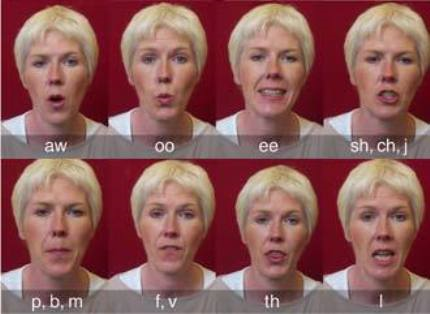 aw
oo
ee
sh, ch, j
p, b, m
f, v
th
l